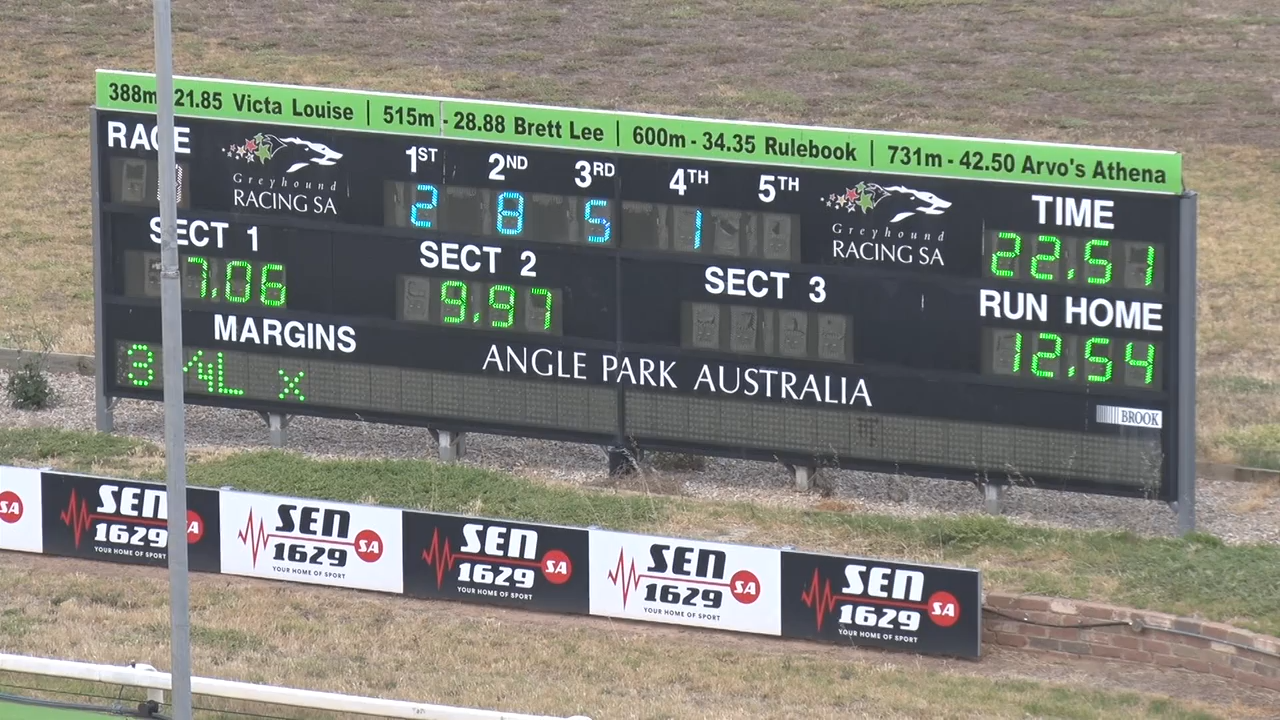 388m 21.85 Victa Louise | 515m - 28.88 Brett Lee | 600m - 34.35 Rulebook | 731m - 42.50 Arvo's Athena
RACE
Greyhound
RACING SA
1ST 2ND 3RD 4TH 5TH
2 8 5 1
Greyhound
RACING SA
TIME
22.51
SECT 1
7.06
SECT 2
9.97
SECT 3
RUN HOME
12.54
MARGINS
3 L x
ANGLE PARK AUSTRALIA
BROOK
SA
SEN
1629
YOUR HOME OF SPORT
SEN
1629
SA
YOUR HOME OF SPORT
SEN
1629
SA
YOUR HOME OF SPORT
SEN
1629
SA
YOUR HOME OF SPORT
SEN
1629
SA
YOUR HOME OF SPORT